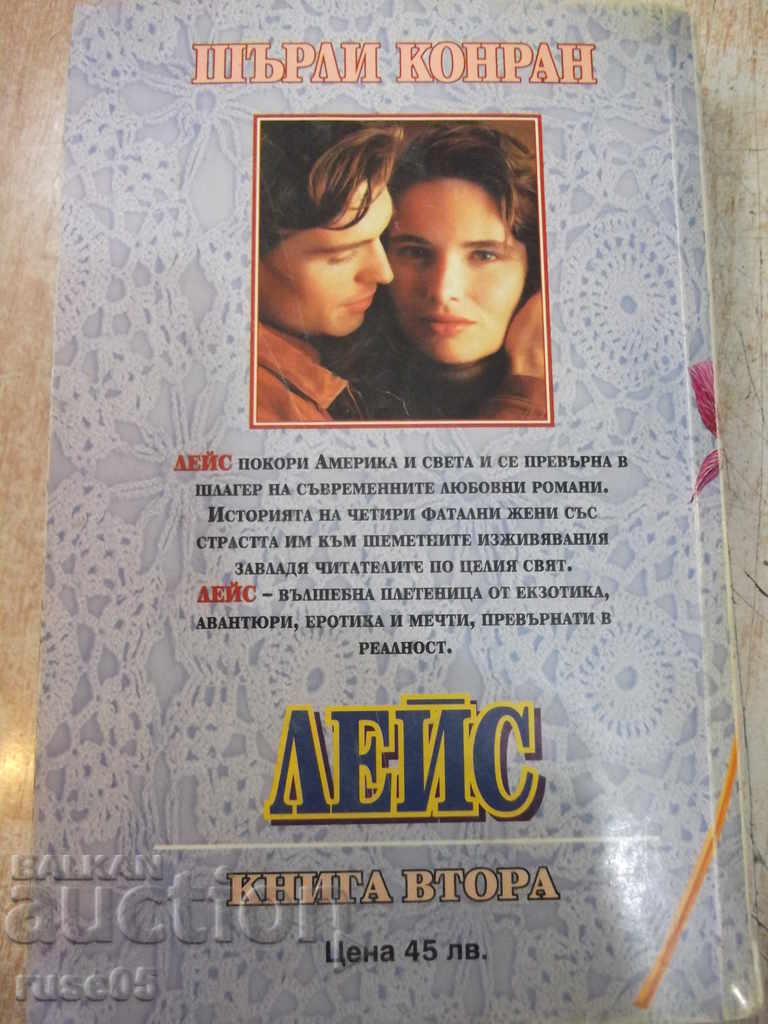 ШЪРЛИ КОНРАН
ЛЕЙС ПОКОРИ АМЕРИКА И СВЕТА И СЕ ПРЕВЪРНА В
ШЛАГЕР НА СЪВРЕМЕННИТЕ ЛЮБОВНИ РОМАНИ.
ИСТОРИЯТА НА ЧЕТИРИ ФАТАЛНИ ЖЕНИ СЪС
СТРАСТТА ИМ КЪМ ШЕМЕТНИТЕ ИЗЖИВЯВАНИЯ
ЗАВЛАДЯ ЧИТАТЕЛИТЕ ПО ЦЕЛИЯ СВЯТ.
ЛЕЙС – ВЪЛШЕБНА ПЛЕТЕНИЦА ОТ ЕКЗОТИКА,
АВАНТЮРИ, ЕРОТИКА И МЕЧТИ, ПРЕВЪРНАТИ В
РЕАЛНОСТ.
ЛЕЙС
КНИГА ВТОРА
Цена 45 лв.
BALKAN
auction
ruse05